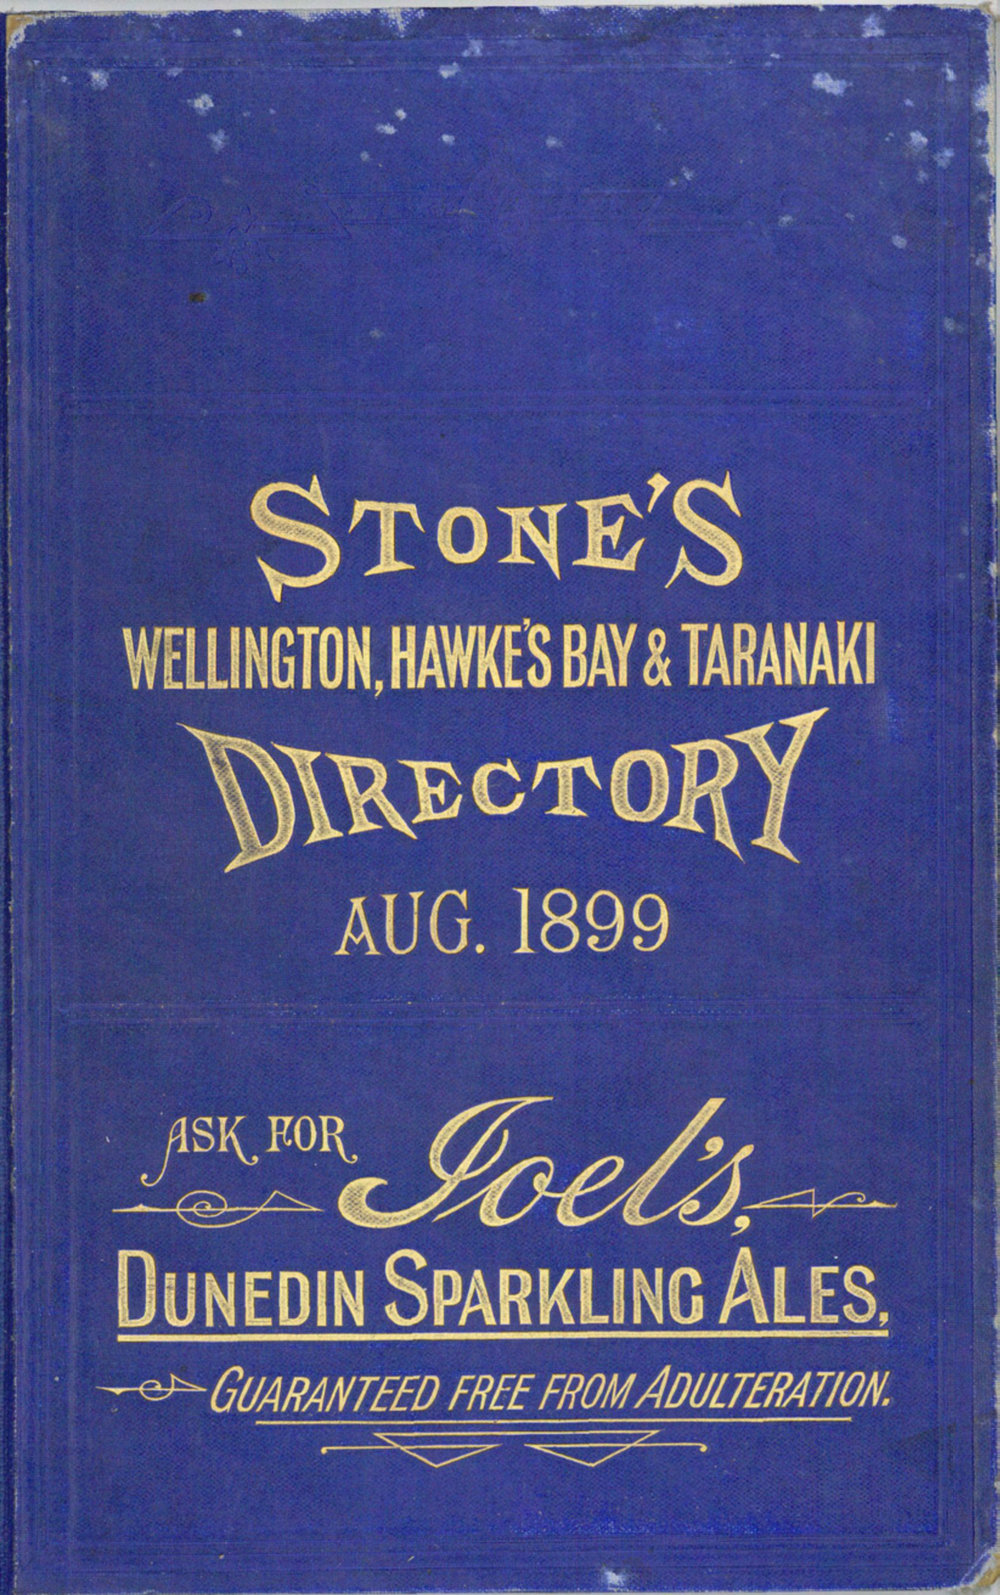 STONE'S
WELLINGTON, HAWKE'S BAY & TARANAKI
DIRECTORY
AUG. 1899
ASK FOR Joel's,
DUNEDIN SPARKLING ALES,
GUARANTEED FREE FROM ADULTERATION.